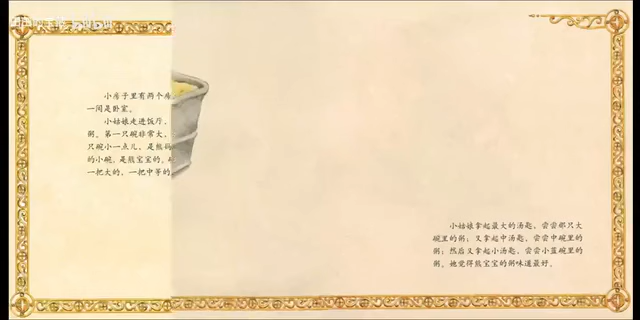 小房子里有两个房
一间是卧室。
小姑娘走进饭厅，
粥。第一只碗非常大，
只碗小一点儿，是熊妈
的小碗，是熊宝宝的。
一把大的，一把中等的
小姑娘拿起最大的汤匙，尝尝那只大
碗里的粥；又拿起中汤匙，尝尝中碗里的
粥；然后又拿起小汤匙，尝尝小蓝碗里的
粥。她觉得熊宝宝的粥味道最好。